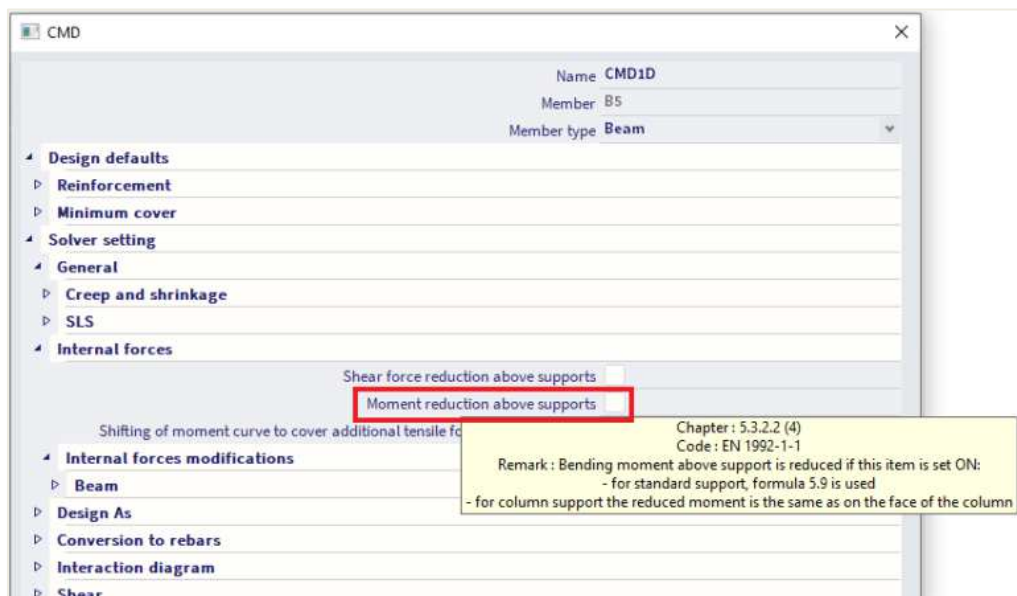 CMD
Name CMD1D
Member B5
Member type Beam
Design defaults
Reinforcement
Minimum cover
Solver setting
General
Creep and shrinkage
SLS
Internal forces
Shear force reduction above supports
Moment reduction above supports
Shifting of moment curve to cover additional tensile fo
Chapter : 5.3.2.2 (4)
Code : EN 1992-1-1
Remark : Bending moment above support is reduced if this item is set ON:
- for standard support, formula 5.9 is used
- for column support the reduced moment is the same as on the face of the column
Internal forces modifications
Beam
Design As
Conversion to rebars
Interaction diagram
Shear